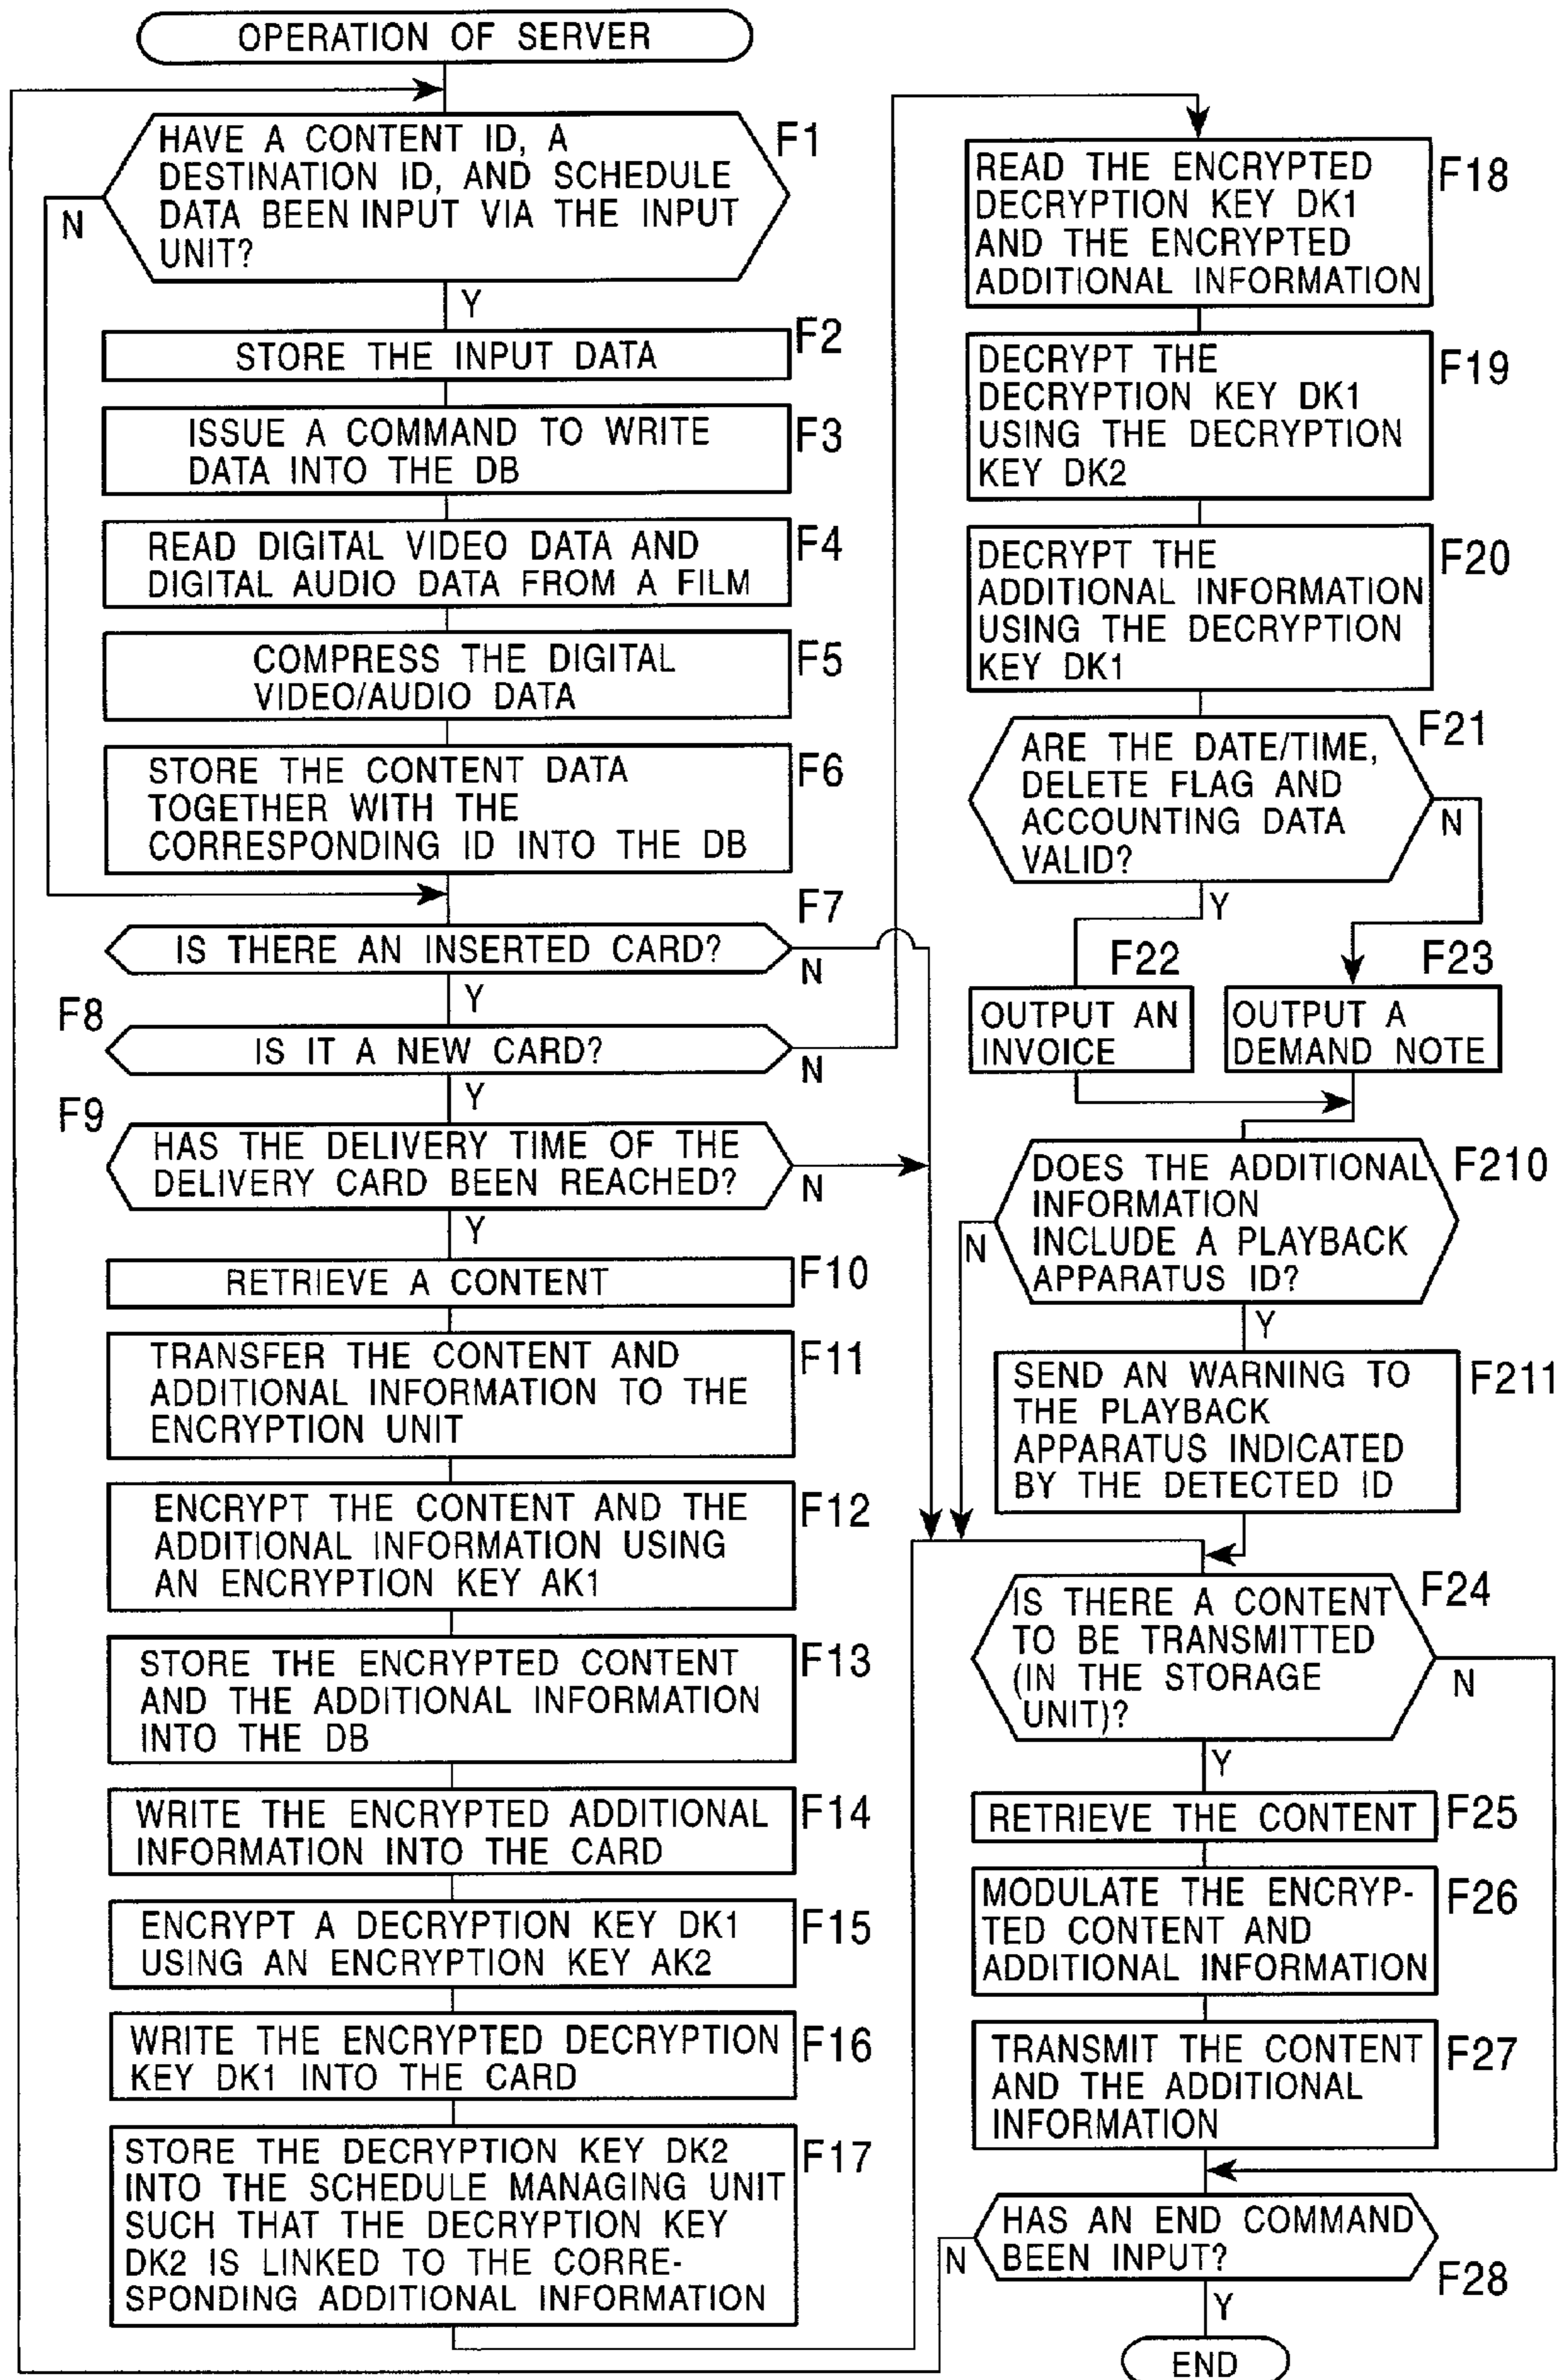 OPERATION OF SERVER
HAVE A CONTENT ID, A
DESTINATION ID, AND SCHEDULE
DATA BEEN INPUT VIA THE INPUT
UNIT?
F1
N
Y
F2
STORE THE INPUT DATA
ISSUE A COMMAND TO WRITE
DATA INTO THE DB
F3
READ DIGITAL VIDEO DATA AND
DIGITAL AUDIO DATA FROM A FILM
F4
COMPRESS THE DIGITAL
VIDEO/AUDIO DATA
F5
STORE THE CONTENT DATA
TOGETHER WITH THE
CORRESPONDING ID INTO THE DB
F6
F7
IS THERE AN INSERTED CARD?
N
Y
F8
IS IT A NEW CARD?
N
Y
F9
HAS THE DELIVERY TIME OF THE
DELIVERY CARD BEEN REACHED?
N
Y
RETRIEVE A CONTENT
F10
TRANSFER THE CONTENT AND
ADDITIONAL INFORMATION TO THE
ENCRYPTION UNIT
F11
ENCRYPT THE CONTENT AND THE
ADDITIONAL INFORMATION USING
AN ENCRYPTION KEY AK1
F12
STORE THE ENCRYPTED CONTENT
AND THE ADDITIONAL INFORMATION
INTO THE DB
F13
WRITE THE ENCRYPTED ADDITIONAL
INFORMATION INTO THE CARD
F14
ENCRYPT A DECRYPTION KEY DK1
USING AN ENCRYPTION KEY AK2
F15
WRITE THE ENCRYPTED DECRYPTION
KEY DK1 INTO THE CARD
F16
STORE THE DECRYPTION KEY DK2
INTO THE SCHEDULE MANAGING UNIT
SUCH THAT THE DECRYPTION KEY
DK2 IS LINKED TO THE CORRE-
SPONDING ADDITIONAL INFORMATION
F17
READ THE ENCRYPTED
DECRYPTION KEY DK1
AND THE ENCRYPTED
ADDITIONAL INFORMATION
F18
DECRYPT THE
DECRYPTION KEY DK1
USING THE DECRYPTION
KEY DK2
F19
DECRYPT THE
ADDITIONAL INFORMATION
USING THE DECRYPTION
KEY DK1
F20
ARE THE DATE/TIME,
DELETE FLAG AND
ACCOUNTING DATA
VALID?
F21
N
Y
F22
OUTPUT AN
INVOICE
F23
OUTPUT A
DEMAND NOTE
DOES THE ADDITIONAL
INFORMATION
INCLUDE A PLAYBACK
APPARATUS ID?
F210
N
Y
SEND AN WARNING TO
THE PLAYBACK
APPARATUS INDICATED
BY THE DETECTED ID
F211
IS THERE A CONTENT
TO BE TRANSMITTED
(IN THE STORAGE
UNIT)?
F24
N
Y
RETRIEVE THE CONTENT
F25
MODULATE THE ENCRYP-
TED CONTENT AND
ADDITIONAL INFORMATION
F26
TRANSMIT THE CONTENT
AND THE ADDITIONAL
INFORMATION
F27
HAS AN END COMMAND
BEEN INPUT?
F28
N
Y
END